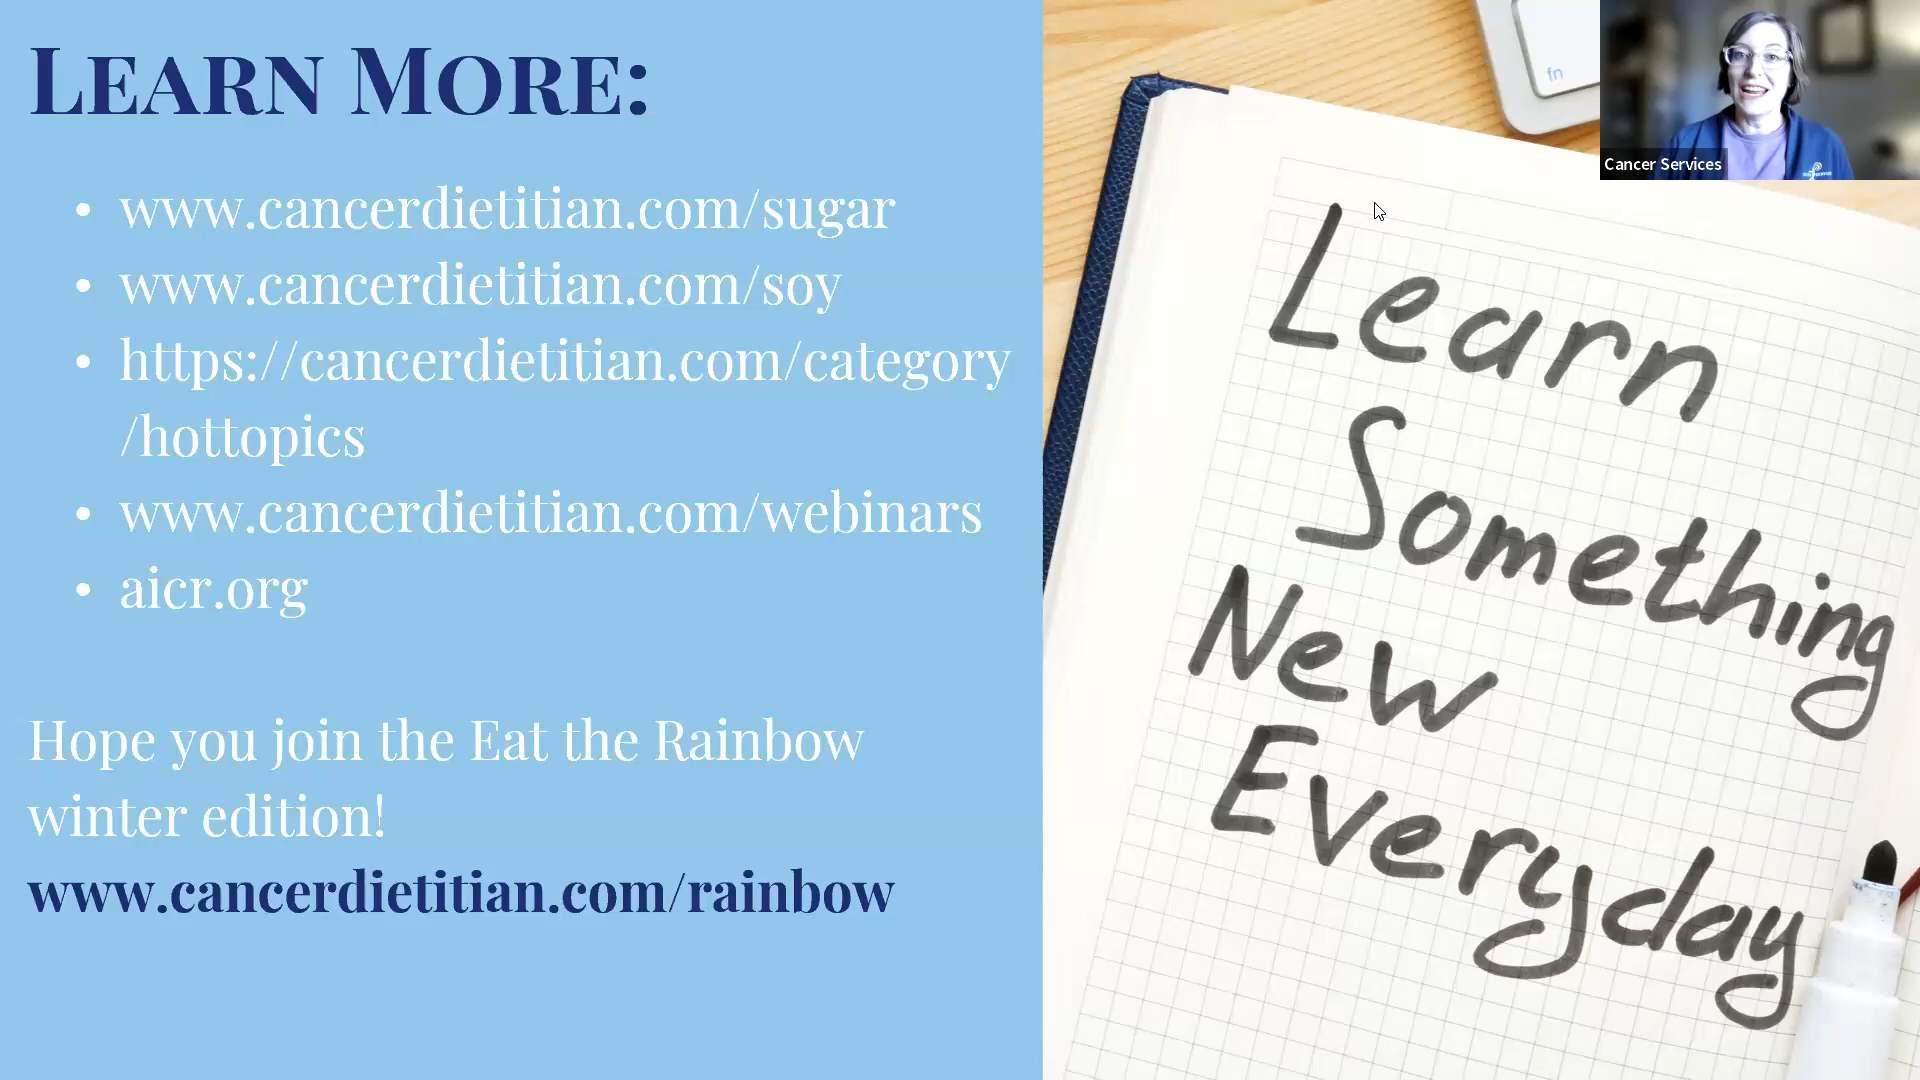 LEARN MORE:
• www.cancerdietitian.com/sugar
• www.cancerdietitian.com/soy
• https://cancerdietitian.com/category
/hottopics
• www.cancerdietitian.com/webinars
• aicr.org
Hope you join the Eat the Rainbow
winter edition!
www.cancerdietitian.com/rainbow
fn
Cancer Services
Learn
Something
New
Everyday